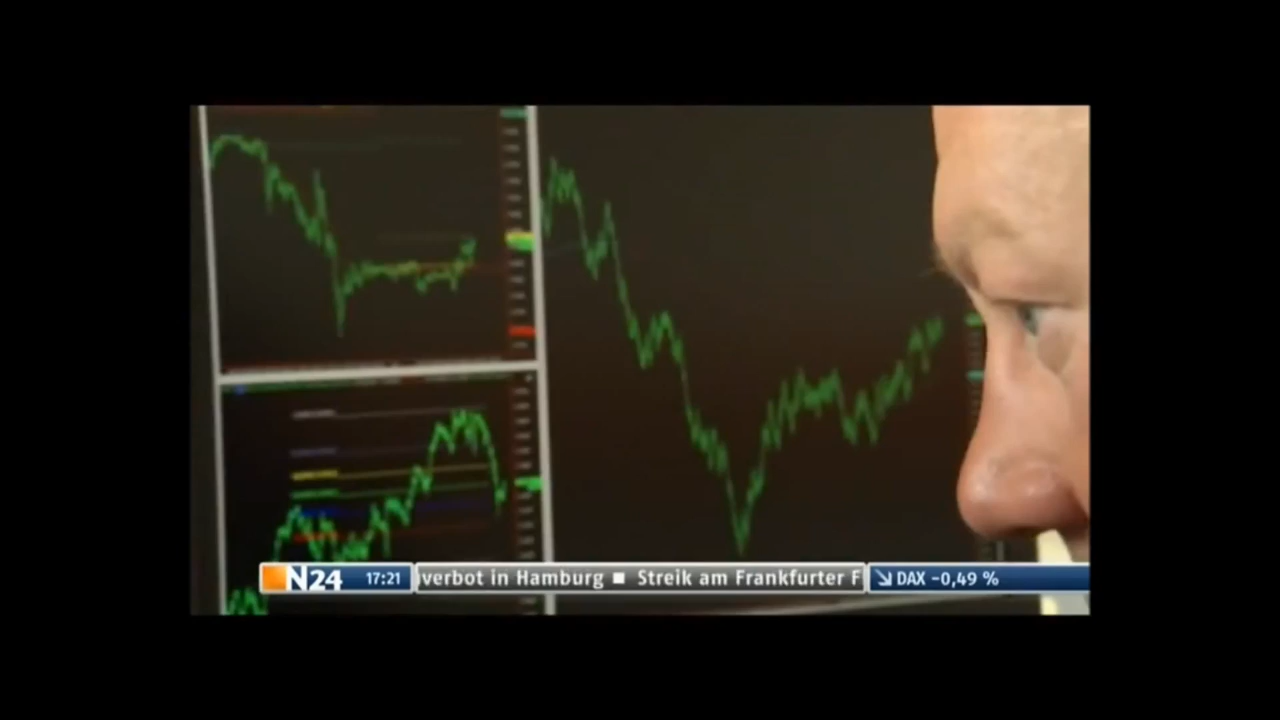 N24 17:21 verbot in Hamburg ■ Streik am Frankfurter F DAX -0,49 %